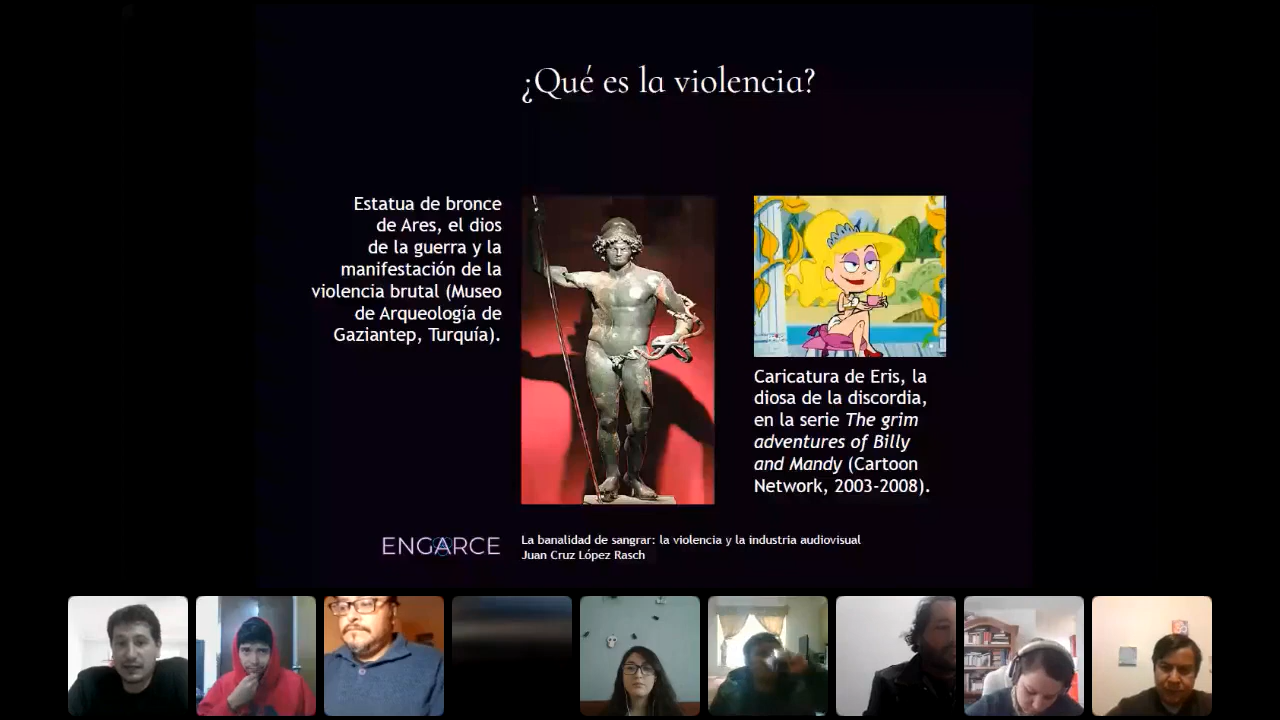 ¿Qué es la violencia?
Estatua de bronce
de Ares, el dios
de la guerra y la
manifestación de la
violencia brutal (Museo
de Arqueología de
Gaziantep, Turquía).
Caricatura de Eris, la
diosa de la discordia,
en la serie The grim
adventures of Billy
and Mandy (Cartoon
Network, 2003-2008).
ENGARCE
La banalidad de sangrar: la violencia y la industria audiovisual
Juan Cruz López Rasch